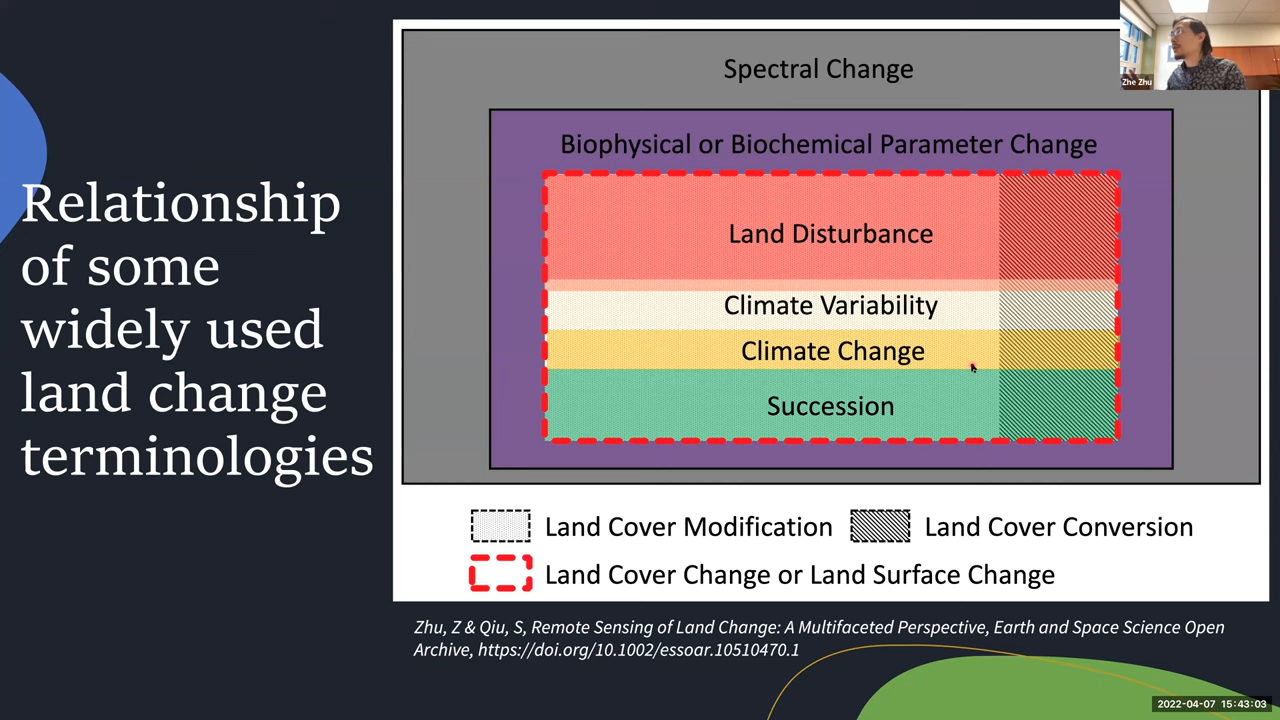 Relationship
of some
widely used
land change
terminologies
Spectral Change
Biophysical or Biochemical Parameter Change
Land Disturbance
Climate Variability
Climate Change
Succession
Land Cover Modification
Land Cover Conversion
Land Cover Change or Land Surface Change
Zhu, Z & Qiu, S, Remote Sensing of Land Change: A Multifaceted Perspective, Earth and Space Science Open
Archive, https://doi.org/10.1002/essoar.10510470.1
Zhe Zhu
2022-04-07 15:43:03